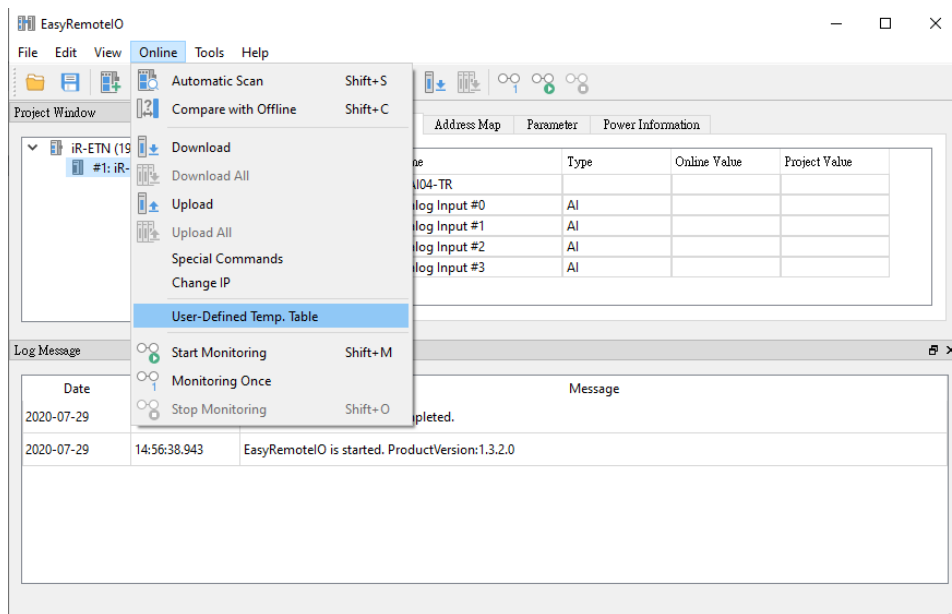 EasyRemoteIO
File Edit View Online Tools Help
Automatic Scan Shift+S
Compare with Offline Shift+C
Download
Download All
Upload
Upload All
Special Commands
Change IP
User-Defined Temp. Table
Start Monitoring Shift+M
Monitoring Once
Stop Monitoring Shift+O
Project Window
iR-ETN (19
#1: iR-
Address Map Parameter Power Information
Type Online Value Project Value
AI04-TR
alog Input #0 AI
alog Input #1 AI
alog Input #2 AI
alog Input #3 AI
Log Message
Date Message
2020-07-29 mpleted.
2020-07-29 14:56:38.943 EasyRemoteIO is started. ProductVersion:1.3.2.0